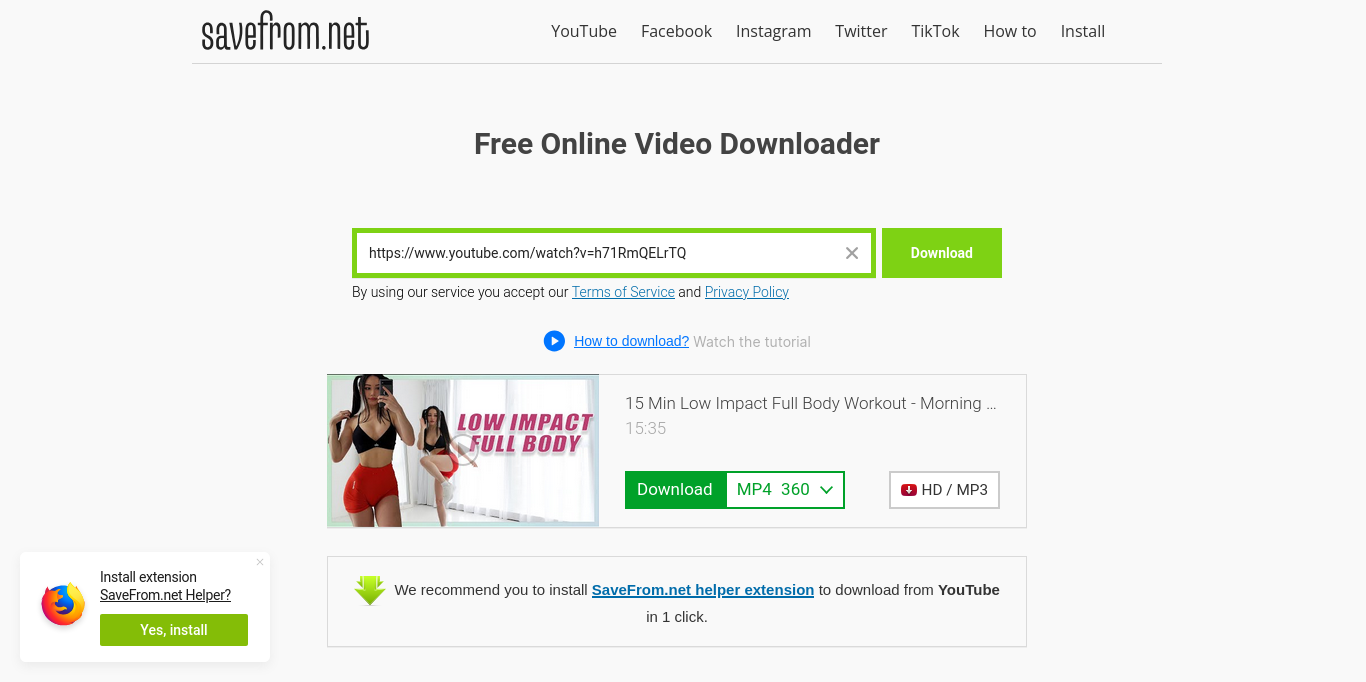 savefrom.net
YouTube Facebook Instagram Twitter TikTok How to Install
Free Online Video Downloader
https://www.youtube.com/watch?v=h71RmQELrTQ
Download
By using our service you accept our Terms of Service and Privacy Policy
How to download? Watch the tutorial
LOW IMPACT
FULL BODY
15 Min Low Impact Full Body Workout - Morning ...
15:35
Download MP4 360
HD / MP3
We recommend you to install SaveFrom.net helper extension to download from YouTube
in 1 click.
Install extension
SaveFrom.net Helper?
Yes, install